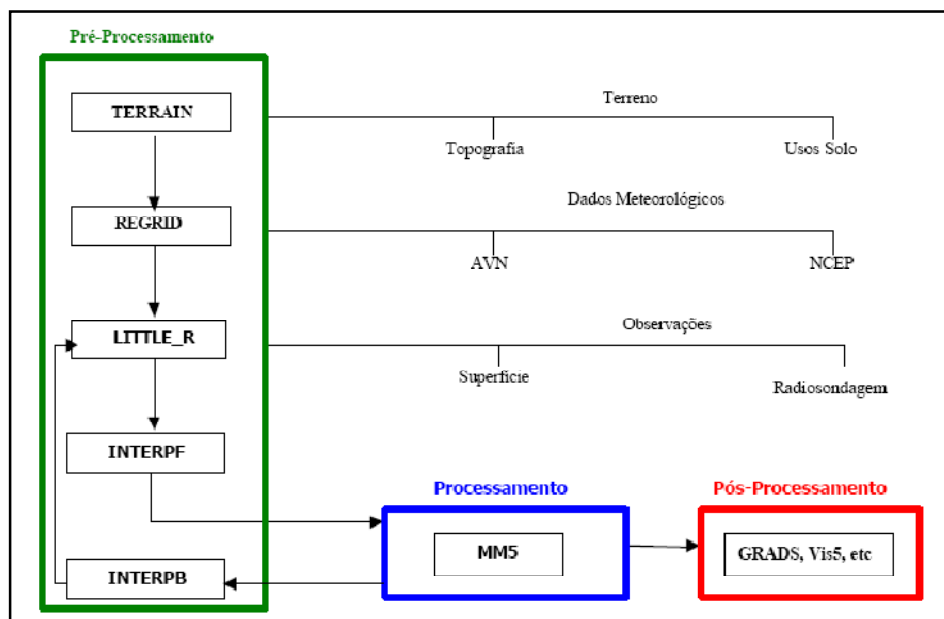 Pré-Processamento
TERRAIN
Terreno
Topografia
Usos Solo
Dados Meteorológicos
REGRID
AVN
NCEP
Observações
LITTLE_R
Superfície
Radiosondagem
INTERPF
Processamento
Pós-Processamento
MM5
GRADS, Vis5, etc
INTERPB